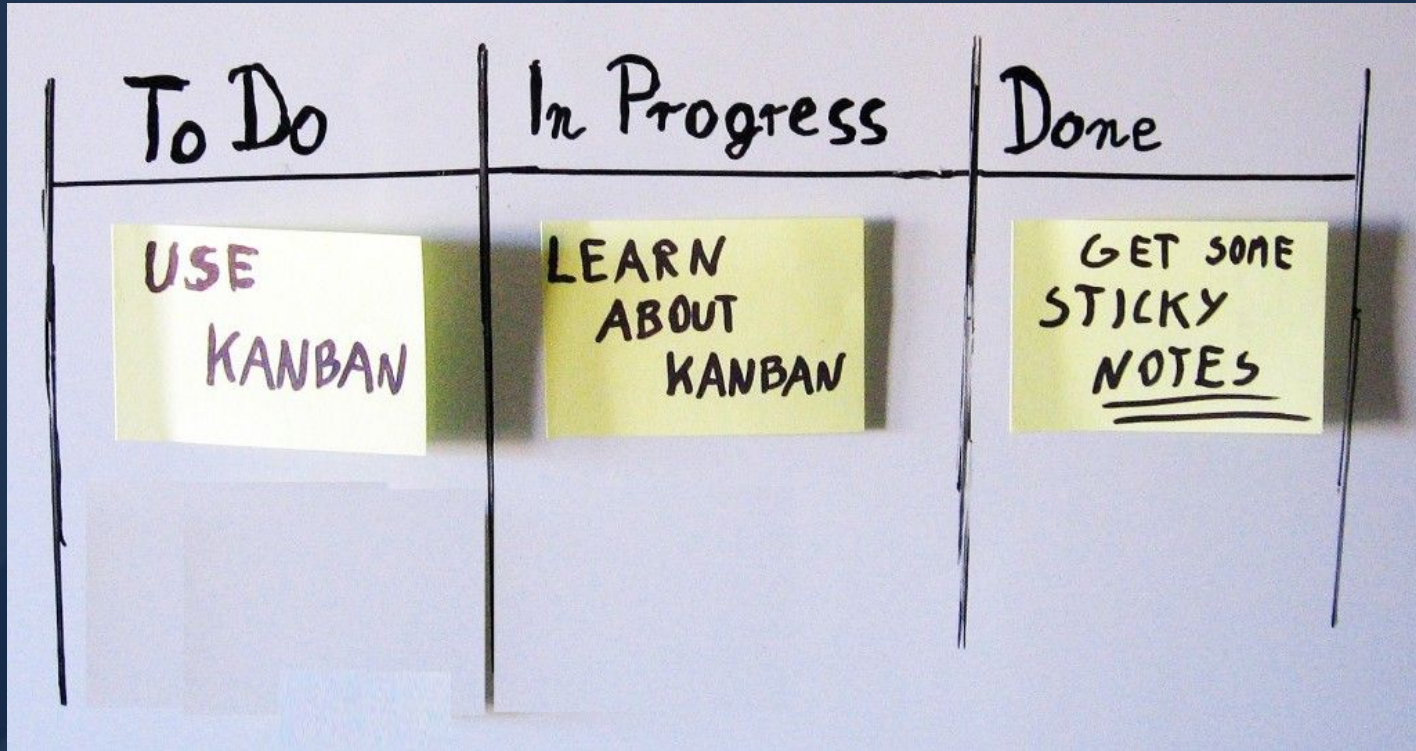 To Do
In Progress
Done
USE
KANBAN
LEARN
ABOUT
KANBAN
GET SOME
STICKY
NOTES